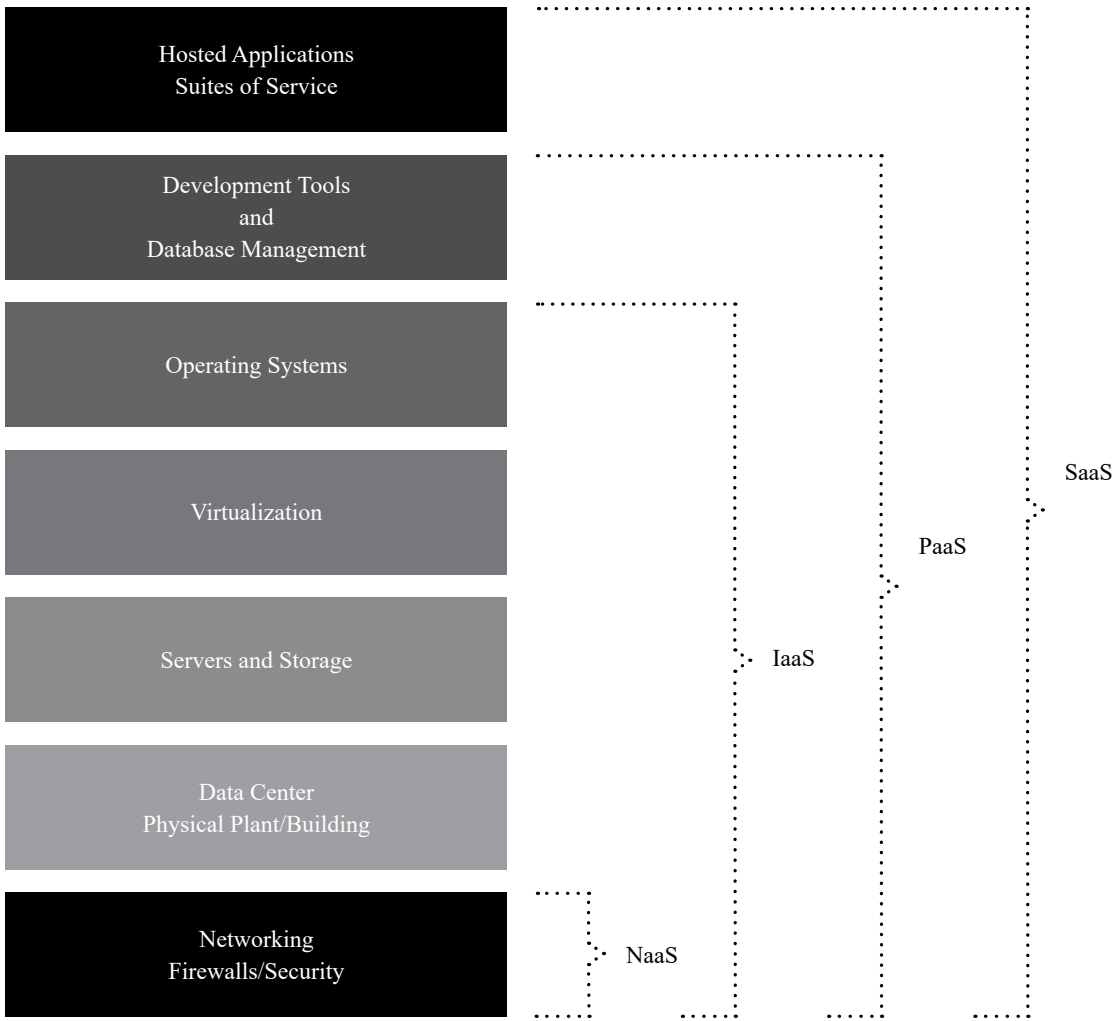 Hosted Applications
Suites of Service
Development Tools
and
Database Management
Operating Systems
Virtualization
Servers and Storage
Data Center
Physical Plant/Building
Networking
Firewalls/Security
SaaS
PaaS
IaaS
NaaS